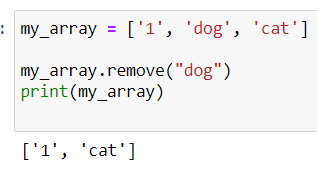 :
my_array = ['1', 'dog', 'cat']
my_array.remove("dog")
print(my_array)
['1', 'cat']